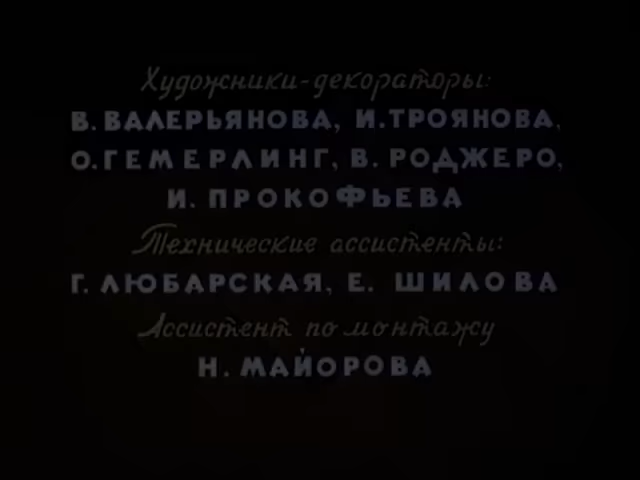 Художники-декораторы:
В. ВАЛЕРЬЯНОВА, И. ТРОЯНОВА,
О. ГЕМЕРЛИНГ, В. РОДЖЕРО,
И. ПРОКОФЬЕВА
Технические ассистенты:
Г. ЛЮБАРСКАЯ, Е. ШИЛОВА
Ассистент по монтажу
Н. МАЙОРОВА